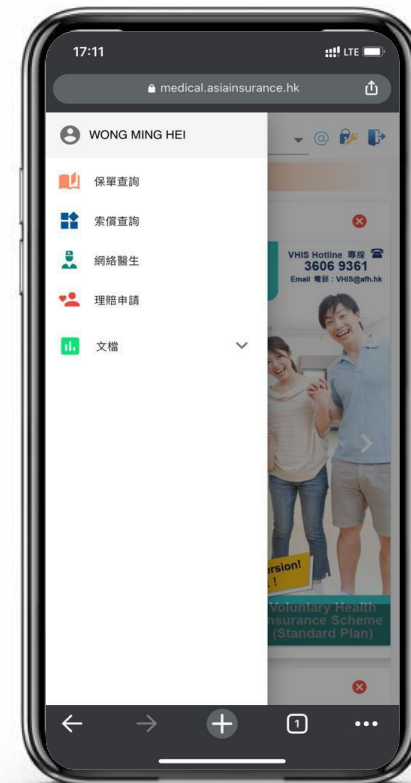 17:11
LTE
medical.asiainsurance.hk
WONG MING HEI
@
保單查詢
索償查詢
網絡醫生
理賠申請
文檔
VHIS Hotline 專線
3606 9361
Email 電郵 : VHIS@afh.hk
ersion!
!
Voluntary Health
nsurance Scheme
(Standard Plan)
1